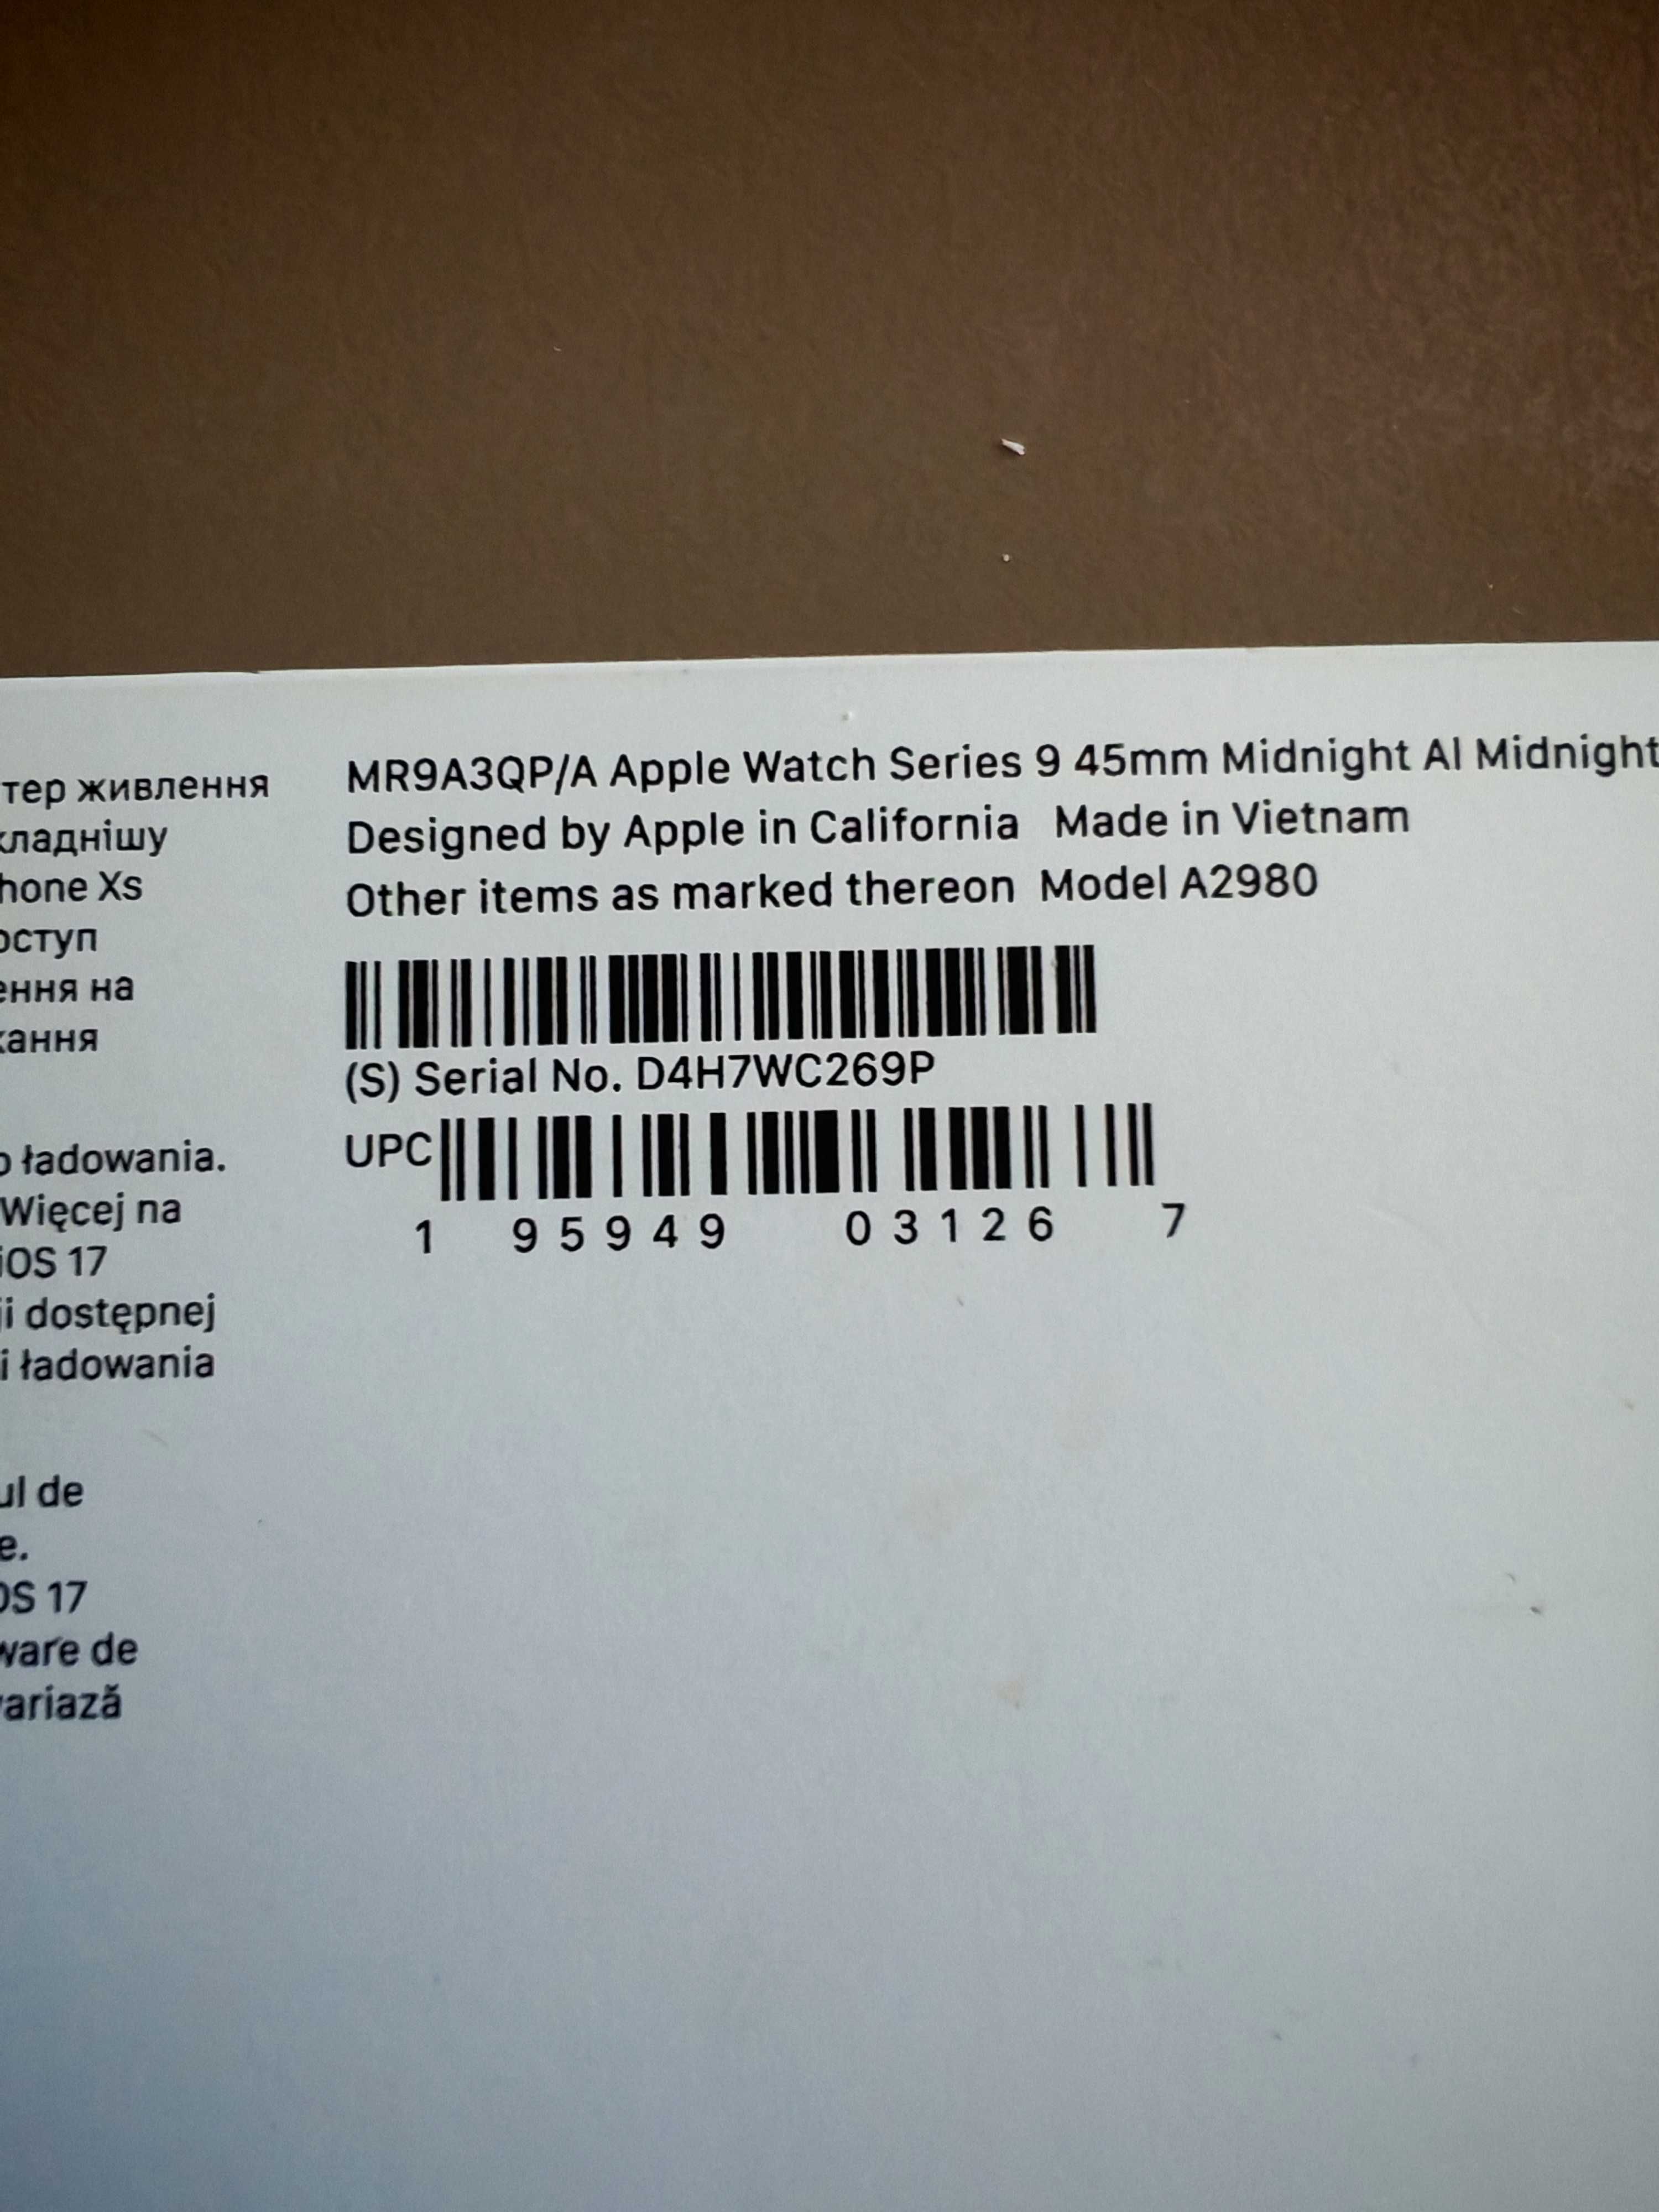 тер живлення
кладнішу
hone Xs
оступ
ення на
кання
ładowania.
Więcej na
iOS 17
ji dostępnej
i ładowania
ul de
e.
OS 17
ware de
variază
MR9A3QP/A Apple Watch Series 9 45mm Midnight Al Midnight
Designed by Apple in California Made in Vietnam
Other items as marked thereon Model A2980
(S) Serial No. D4H7WC269P
UPC
1 95949 03126 7